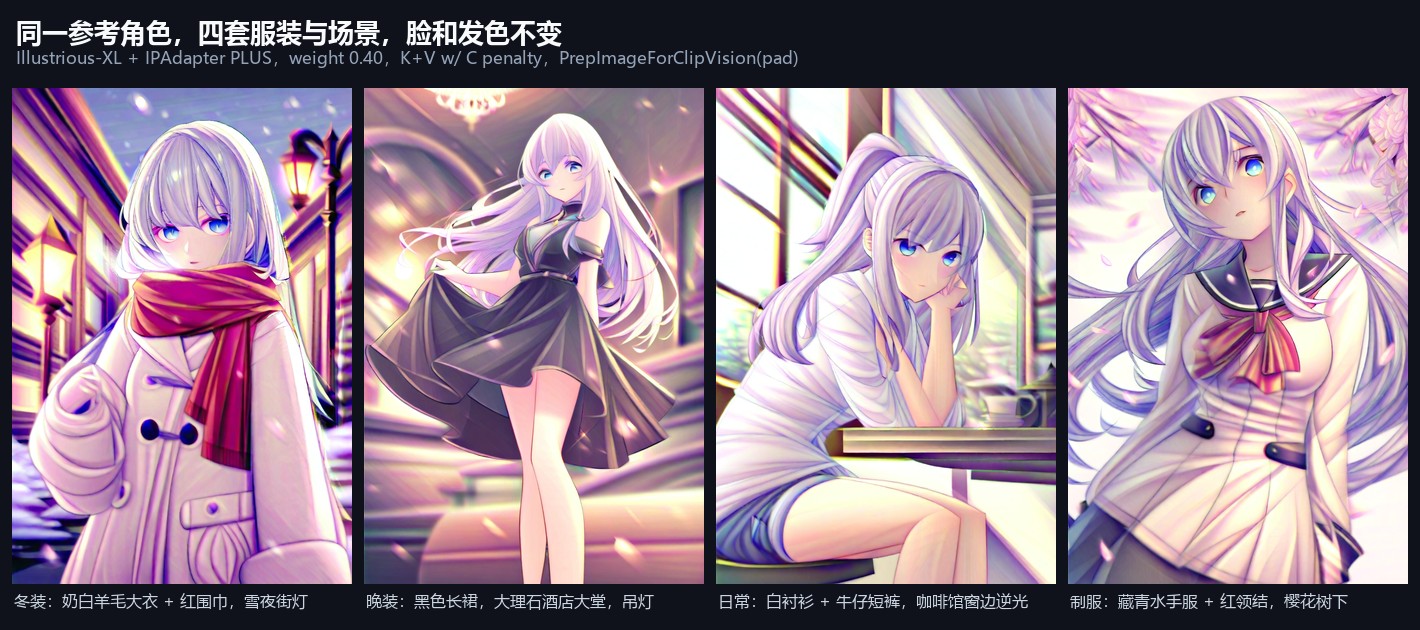 同一参考角色，四套服装与场景，脸和发色不变
Illustrious-XL + IPAdapter PLUS，weight 0.40，K+V w/ C penalty，PrepImageForClipVision(pad)
冬装：奶白羊毛大衣 + 红围巾，雪夜街灯
晚装：黑色长裙，大理石酒店大堂，吊灯
日常：白衬衫 + 牛仔短裤，咖啡馆窗边逆光
制服：藏青水手服 + 红领结，樱花树下